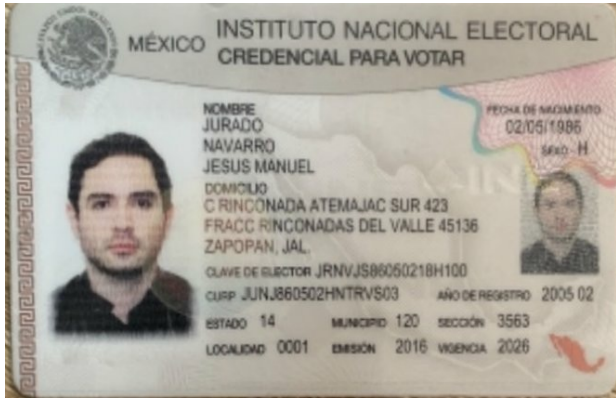 MÉXICO
INSTITUTO NACIONAL ELECTORAL
CREDENCIAL PARA VOTAR
NOMBRE
JURADO
NAVARRO
JESUS MANUEL
FECHA DE NACIMIENTO
02/05/1986
SEXO H
DOMICILIO
C RINCONADA ATEMAJAC SUR 423
FRACC RINCONADAS DEL VALLE 45136
ZAPOPAN, JAL.
CLAVE DE ELECTOR JRNVJS86050218H100
CURP JUNJ860502HNTRVS03 AÑO DE REGISTRO 2005 02
ESTADO 14 MUNICIPIO 120 SECCIÓN 3563
LOCALIDAD 0001 EMISIÓN 2016 VIGENCIA 2026